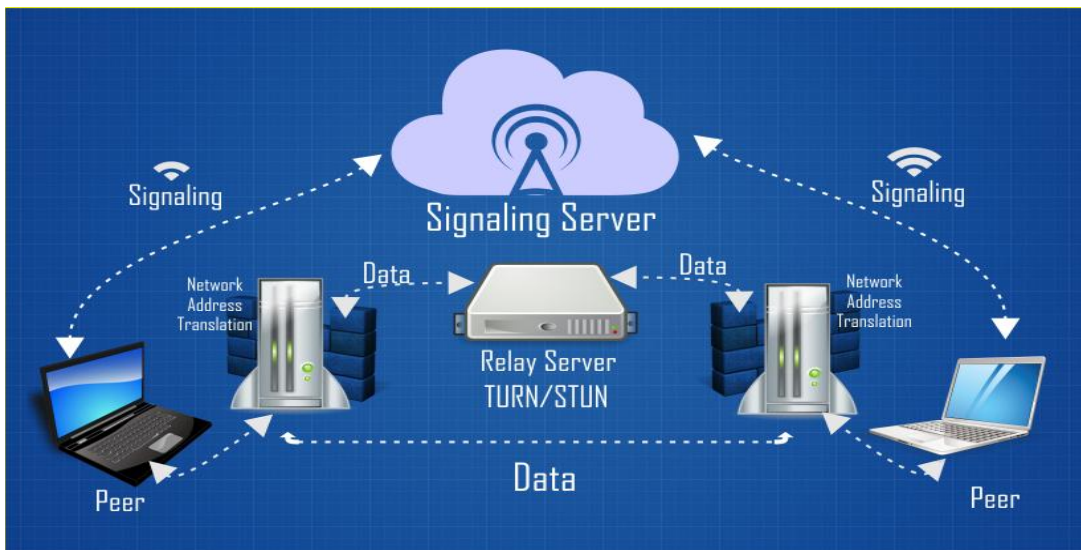 Signaling
Signaling
Signaling Server
Network
Address
Translation
Data
Data
Network
Address
Translation
Relay Server
TURN/STUN
Data
Peer
Peer